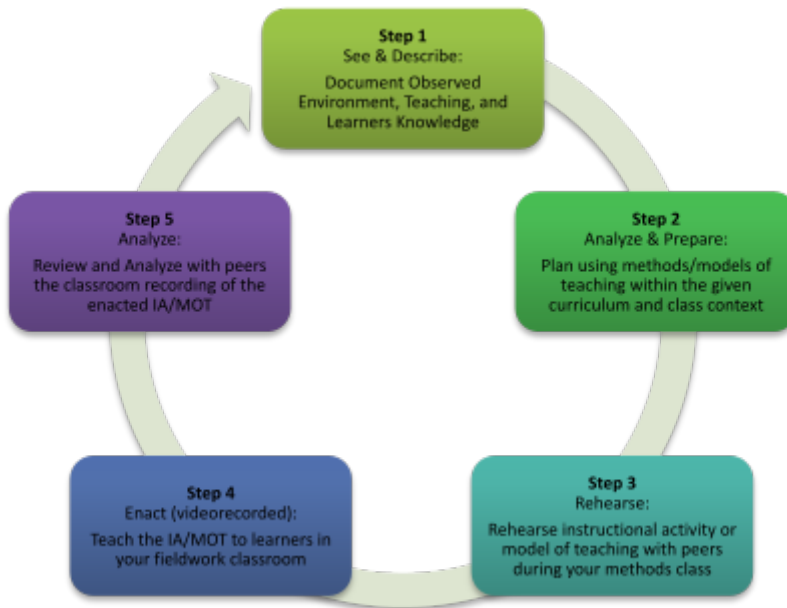 Step 1
See & Describe:
Document Observed
Environment, Teaching, and
Learners Knowledge
Step 2
Analyze & Prepare:
Plan using methods/models of
teaching within the given
curriculum and class context
Step 3
Rehearse:
Rehearse instructional activity or
model of teaching with peers
during your methods class
Step 4
Enact (videorecorded):
Teach the IA/MOT to learners in
your fieldwork classroom
Step 5
Analyze:
Review and Analyze with peers
the classroom recording of the
enacted IA/MOT